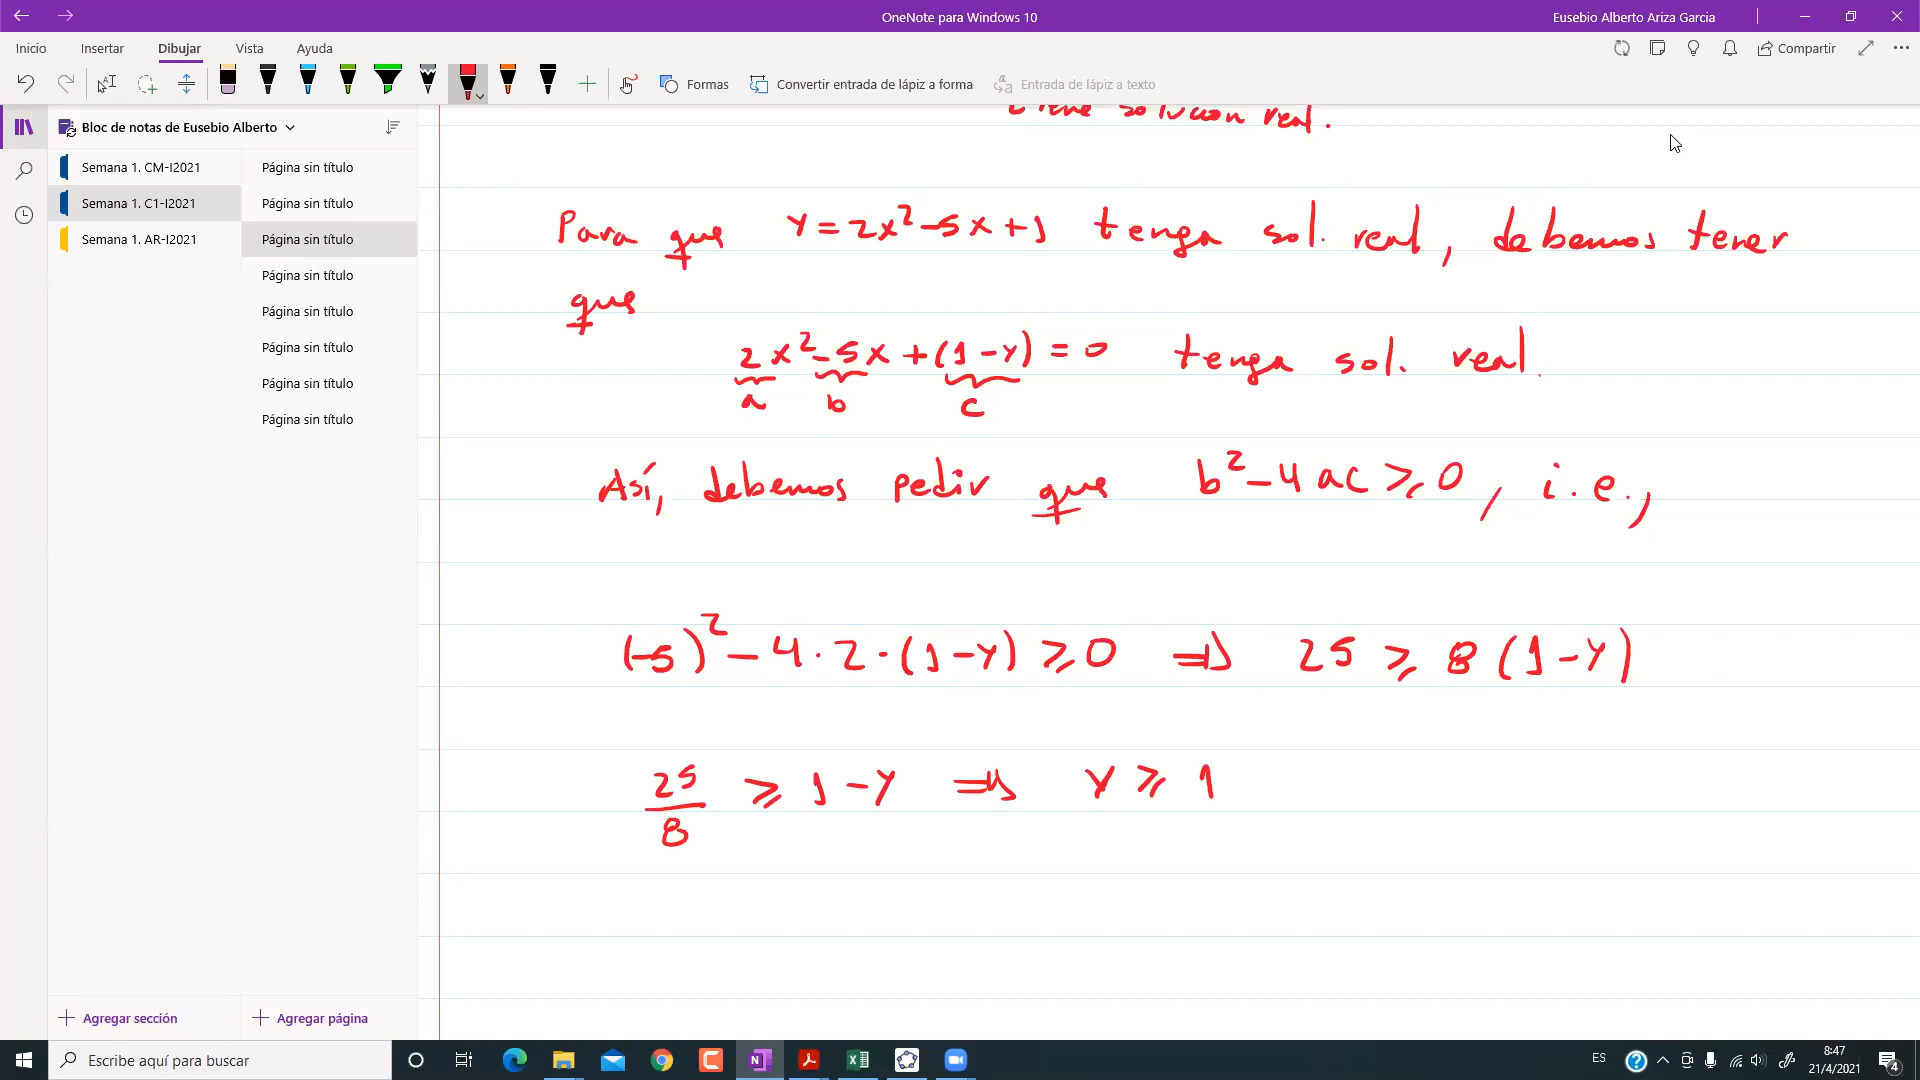 OneNote para Windows 10
Eusebio Alberto Ariza Garcia
Inicio Insertar Dibujar Vista Ayuda
Compartir
Formas Convertir entrada de lápiz a forma Entrada de lápiz a texto
Bloc de notas de Eusebio Alberto
Semana 1. CM-I2021
Semana 1. C1-I2021
Semana 1. AR-I2021
Página sin título
Página sin título
Página sin título
Página sin título
Página sin título
Página sin título
Página sin título
Página sin título
Agregar sección
Agregar página
tiene solución real.
Para que y = 2x² - 5x + 1 tenga sol. real, debemos tener
que
2x² - 5x + (1 - y) = 0 tenga sol. real.
a b c
Así, debemos pedir que b² - 4ac ⩾ 0, i.e.,
(-5)² - 4 · 2 · (1 - y) ⩾ 0 ⇒ 25 ⩾ 8 (1 - y)
25/8 ⩾ 1 - y ⇒ y ⩾ 1
Escribe aquí para buscar
ES
8:47
21/4/2021
4